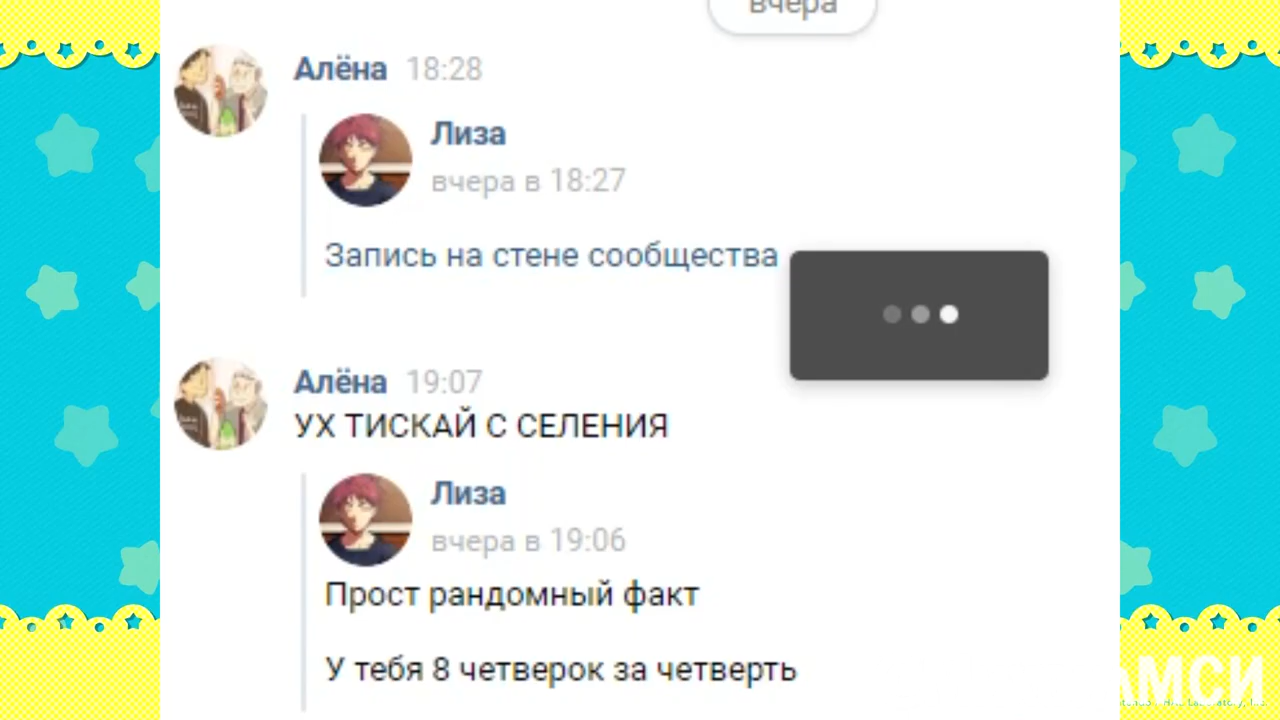 вчера
Алёна 18:28
Лиза
вчера в 18:27
Запись на стене сообщества
Алёна 19:07
УХ ТИСКАЙ С СЕЛЕНИЯ
Лиза
вчера в 19:06
Прост рандомный факт
У тебя 8 четверок за четверть
АМСИ